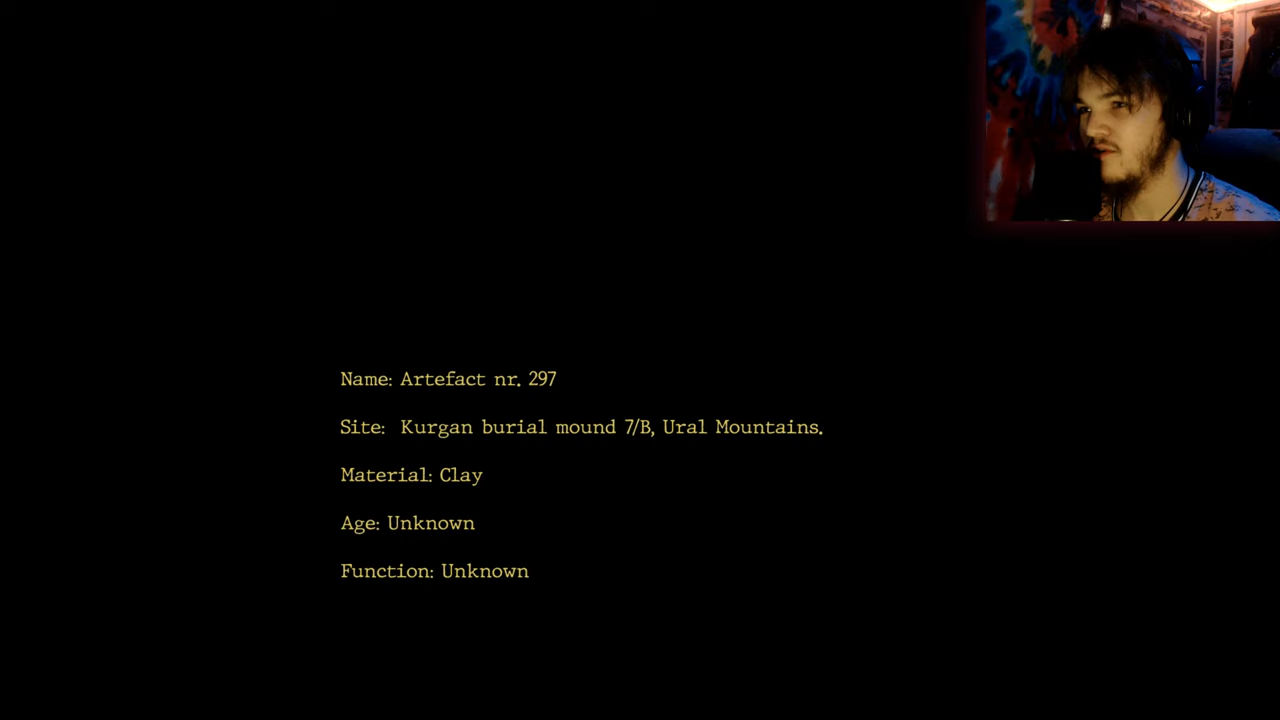 Name: Artefact nr. 297
Site: Kurgan burial mound 7/B, Ural Mountains.
Material: Clay
Age: Unknown
Function: Unknown